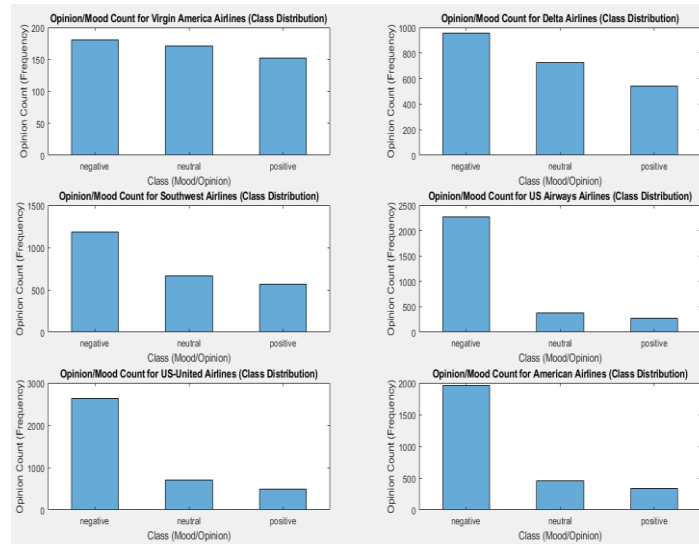 Opinion/Mood Count for Virgin America Airlines (Class Distribution)
Opinion Count (Frequency)
200
150
100
50
0
negative neutral positive
Class (Mood/Opinion)
Opinion/Mood Count for Delta Airlines (Class Distribution)
Opinion Count (Frequency)
1000
800
600
400
200
0
negative neutral positive
Class (Mood/Opinion)
Opinion/Mood Count for Southwest Airlines (Class Distribution)
Opinion Count (Frequency)
1500
1000
500
0
negative neutral positive
Class (Mood/Opinion)
Opinion/Mood Count for US Airways Airlines (Class Distribution)
Opinion Count (Frequency)
2500
2000
1500
1000
500
0
negative neutral positive
Class (Mood/Opinion)
Opinion/Mood Count for US-United Airlines (Class Distribution)
Opinion Count (Frequency)
3000
2000
1000
0
negative neutral positive
Class (Mood/Opinion)
Opinion/Mood Count for American Airlines (Class Distribution)
Opinion Count (Frequency)
2000
1500
1000
500
0
negative neutral positive
Class (Mood/Opinion)